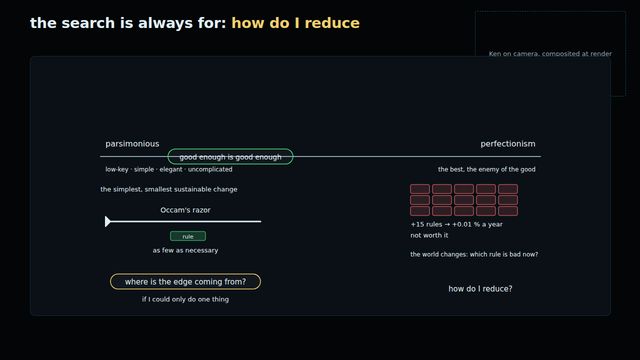 the search is always for: how do I reduce
Ken on camera, composited at render
parsimonious
perfectionism
good enough is good enough
low-key · simple · elegant · uncomplicated
the best, the enemy of the good
the simplest, smallest sustainable change
Occam's razor
rule
as few as necessary
+15 rules → +0.01 % a year
not worth it
the world changes: which rule is bad now?
where is the edge coming from?
if I could only do one thing
how do I reduce?